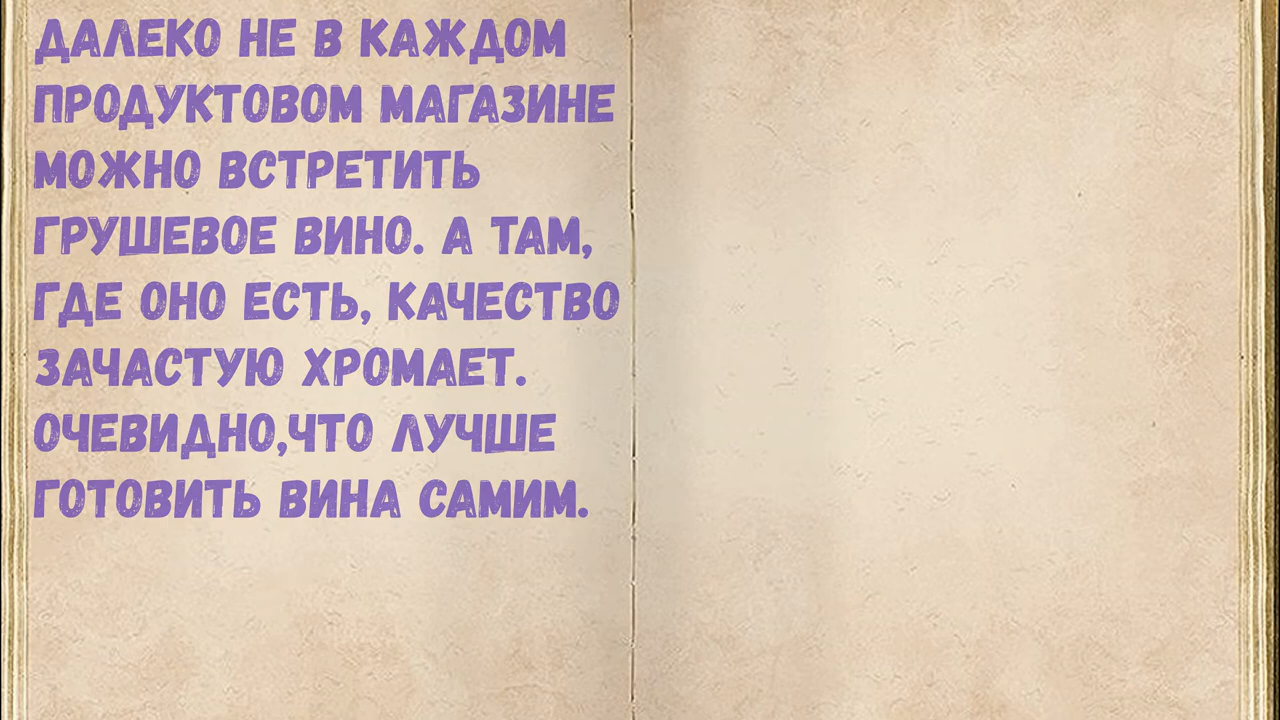 ДАЛЕКО НЕ В КАЖДОМ
ПРОДУКТОВОМ МАГАЗИНЕ
МОЖНО ВСТРЕТИТЬ
ГРУШЕВОЕ ВИНО. А ТАМ,
ГДЕ ОНО ЕСТЬ, КАЧЕСТВО
ЗАЧАСТУЮ ХРОМАЕТ.
ОЧЕВИДНО,ЧТО ЛУЧШЕ
ГОТОВИТЬ ВИНА САМИМ.